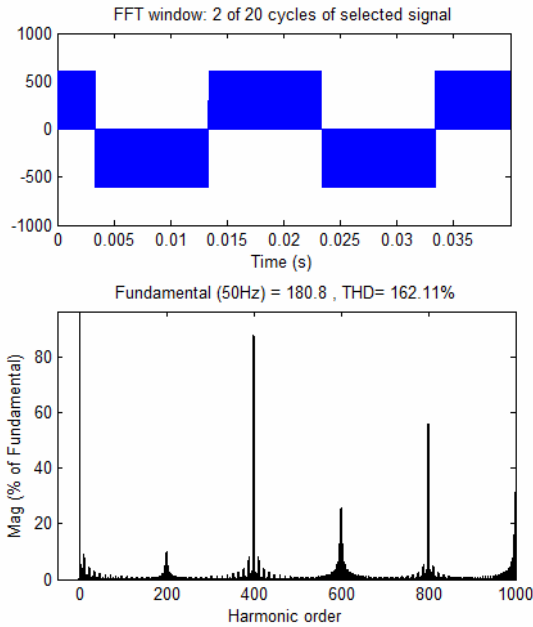 FFT window: 2 of 20 cycles of selected signal
1000
500
0
-500
-1000
0 0.005 0.01 0.015 0.02 0.025 0.03 0.035
Time (s)
Fundamental (50Hz) = 180.8 , THD= 162.11%
Mag (% of Fundamental)
80
60
40
20
0
0 200 400 600 800 1000
Harmonic order